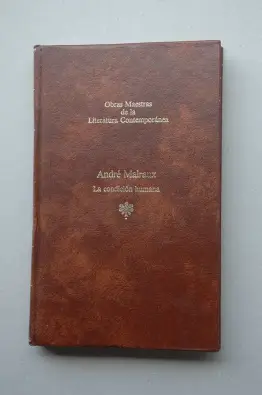 Obras Maestras
de la
Literatura Contemporánea
André Malraux
La condición humana